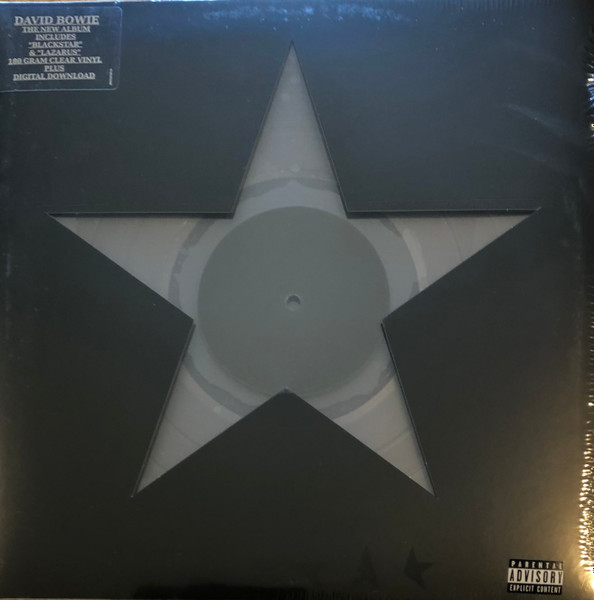 DAVID BOWIE
THE NEW ALBUM
INCLUDES
"BLACKSTAR"
& "LAZARUS"
180 GRAM CLEAR VINYL
PLUS
DIGITAL DOWNLOAD
PARENTAL
ADVISORY
EXPLICIT CONTENT